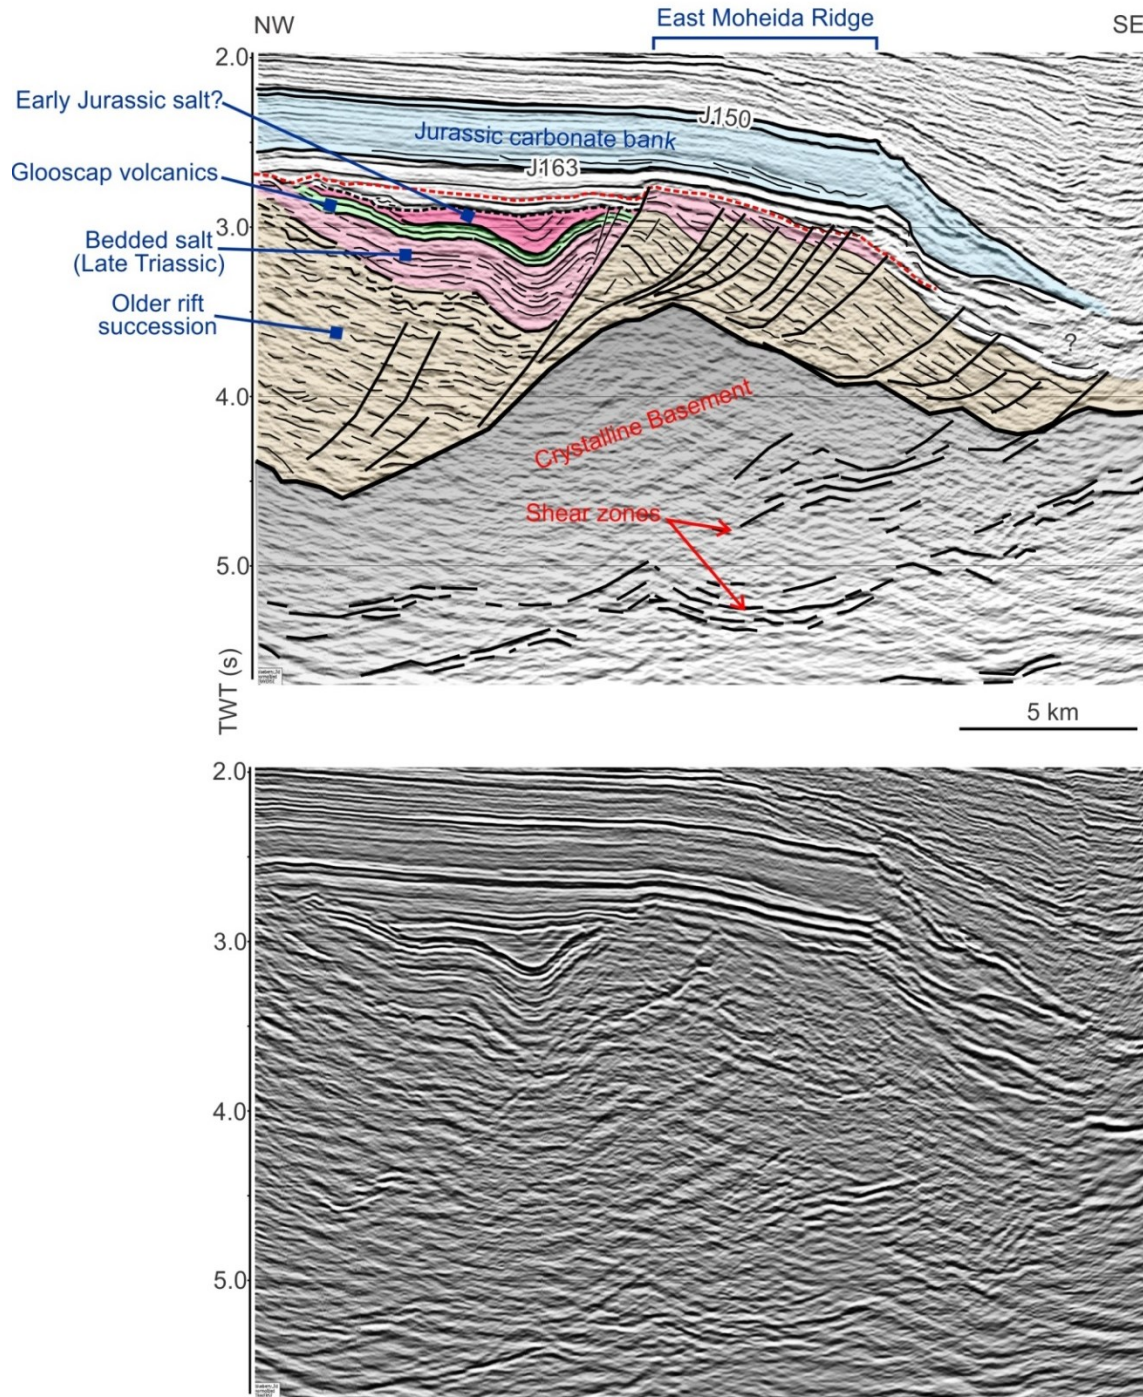 East Moheida Ridge
NW
SE
2.0
Early Jurassic salt?
J150
Jurassic carbonate bank
Glooscap volcanics
J163
3.0
Bedded salt
(Late Triassic)
Older rift
succession
?
4.0
Crystalline Basement
Shear zones
5.0
TWT (s)
5 km
2.0
3.0
4.0
5.0